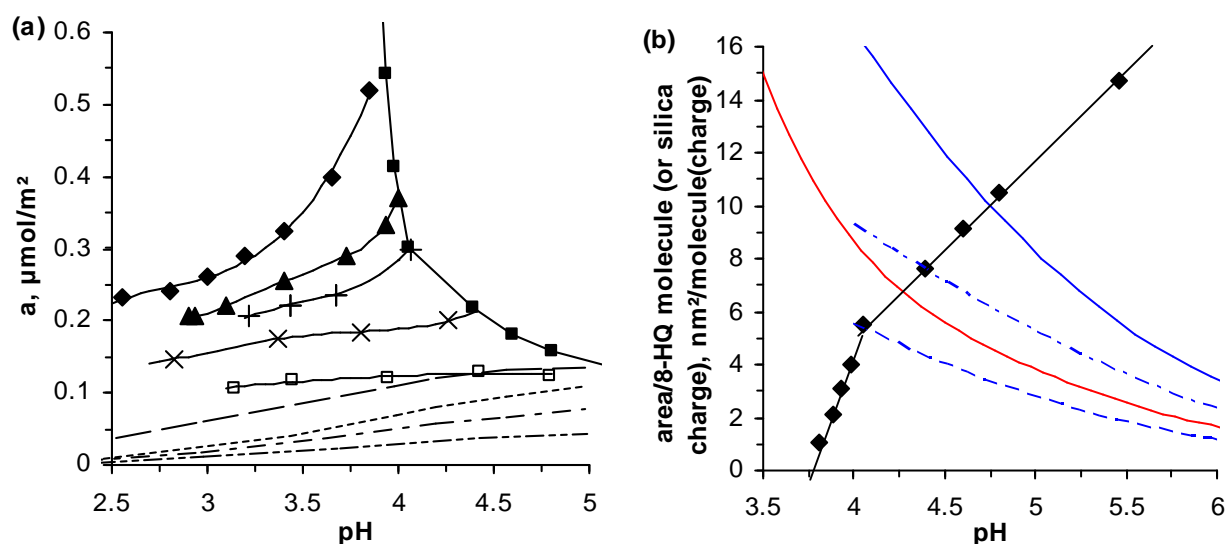 (a)
0.6
0.5
0.4
0.3
0.2
0.1
0
a, µmol/m²
2.5 3 3.5 4 4.5 5
pH
(b)
16
14
12
10
8
6
4
2
0
area/8-HQ molecule (or silica
charge), nm²/molecule(charge)
3.5 4 4.5 5 5.5 6
pH